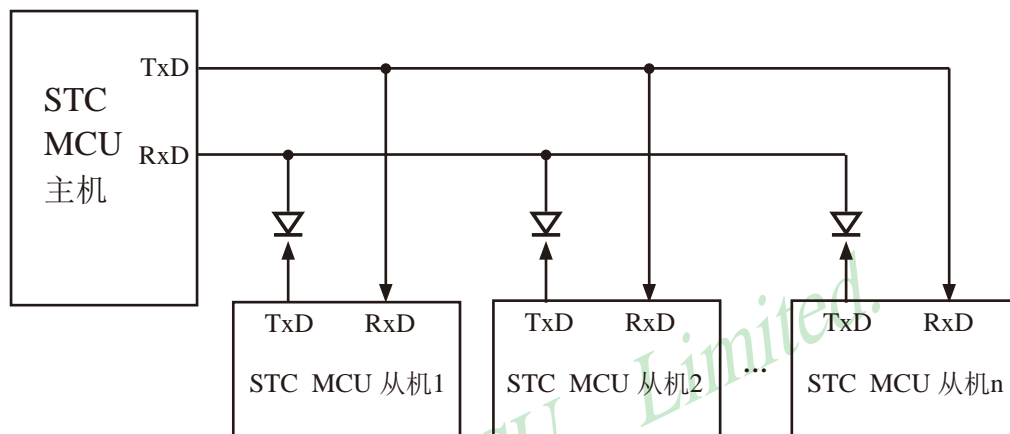 TxD
STC
MCU
RxD
主机
TxD RxD
TxD RxD
TxD RxD
STC MCU 从机1
STC MCU 从机2
...
STC MCU 从机n
Limited.